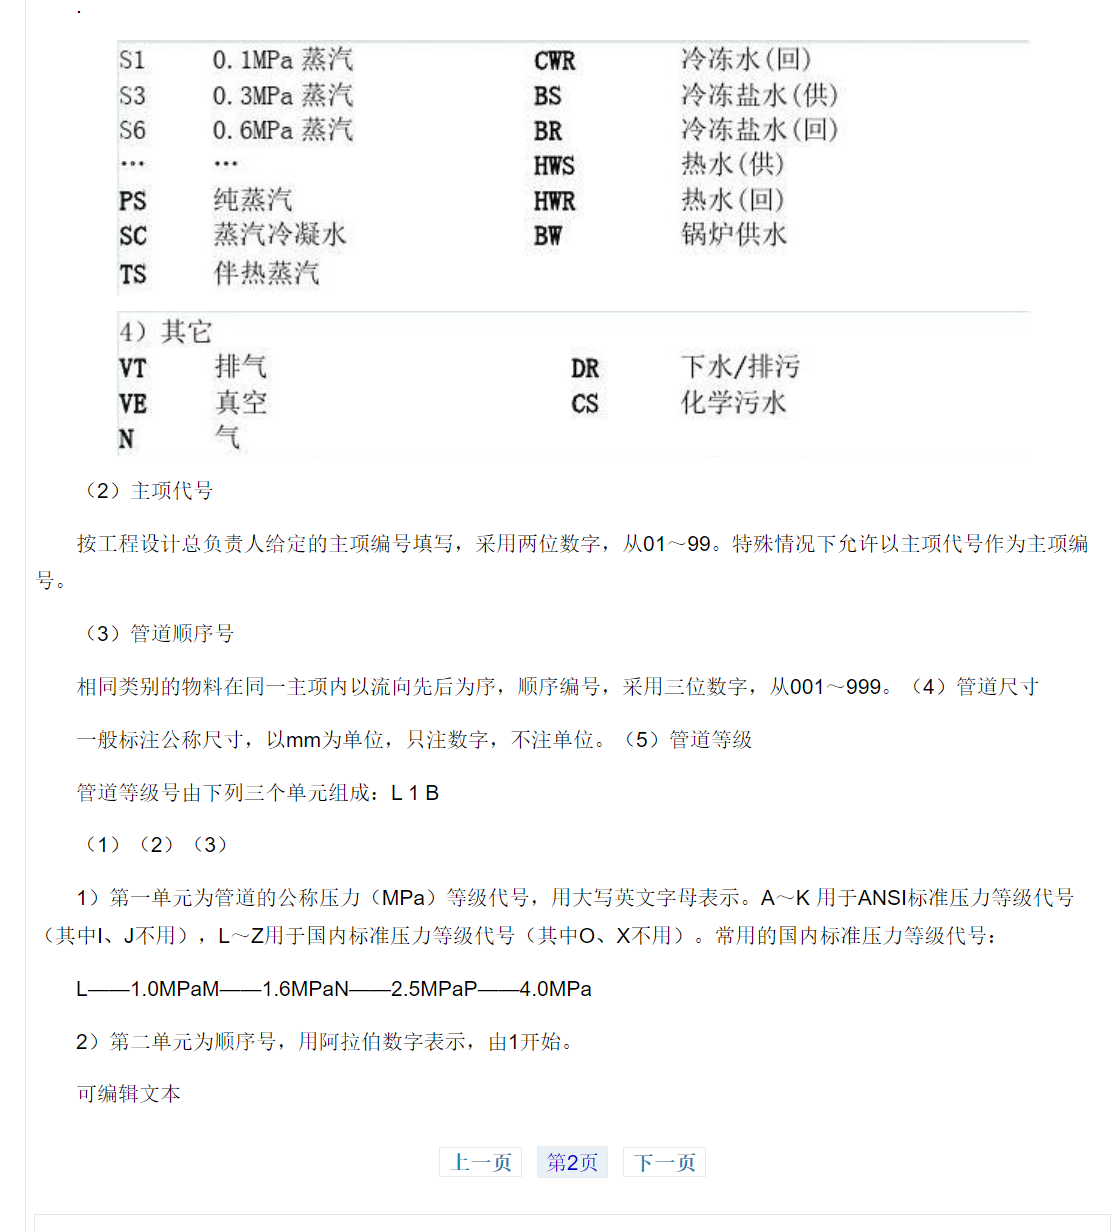 .
S1 0.1MPa 蒸汽 CWR 冷冻水(回)
S3 0.3MPa 蒸汽 BS 冷冻盐水(供)
S6 0.6MPa 蒸汽 BR 冷冻盐水(回)
… … HWS 热水(供)
PS 纯蒸汽 HWR 热水(回)
SC 蒸汽冷凝水 BW 锅炉供水
TS 伴热蒸汽
4）其它
VT 排气 DR 下水/排污
VE 真空 CS 化学污水
N 气
（2）主项代号
按工程设计总负责人给定的主项编号填写，采用两位数字，从01～99。特殊情况下允许以主项代号作为主项编
号。
（3）管道顺序号
相同类别的物料在同一主项内以流向先后为序，顺序编号，采用三位数字，从001～999。（4）管道尺寸
一般标注公称尺寸，以mm为单位，只注数字，不注单位。（5）管道等级
管道等级号由下列三个单元组成：L 1 B
（1）（2）（3）
1）第一单元为管道的公称压力（MPa）等级代号，用大写英文字母表示。A～K 用于ANSI标准压力等级代号
（其中I、J不用），L～Z用于国内标准压力等级代号（其中O、X不用）。常用的国内标准压力等级代号：
L——1.0MPaM——1.6MPaN——2.5MPaP——4.0MPa
2）第二单元为顺序号，用阿拉伯数字表示，由1开始。
可编辑文本
上一页 第2页 下一页